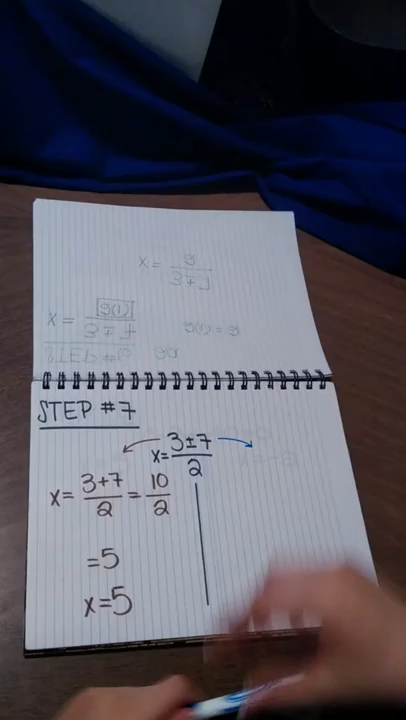 STEP #7
x= 3±7
2
x= 3+7 = 10
2 2
=5
x=5